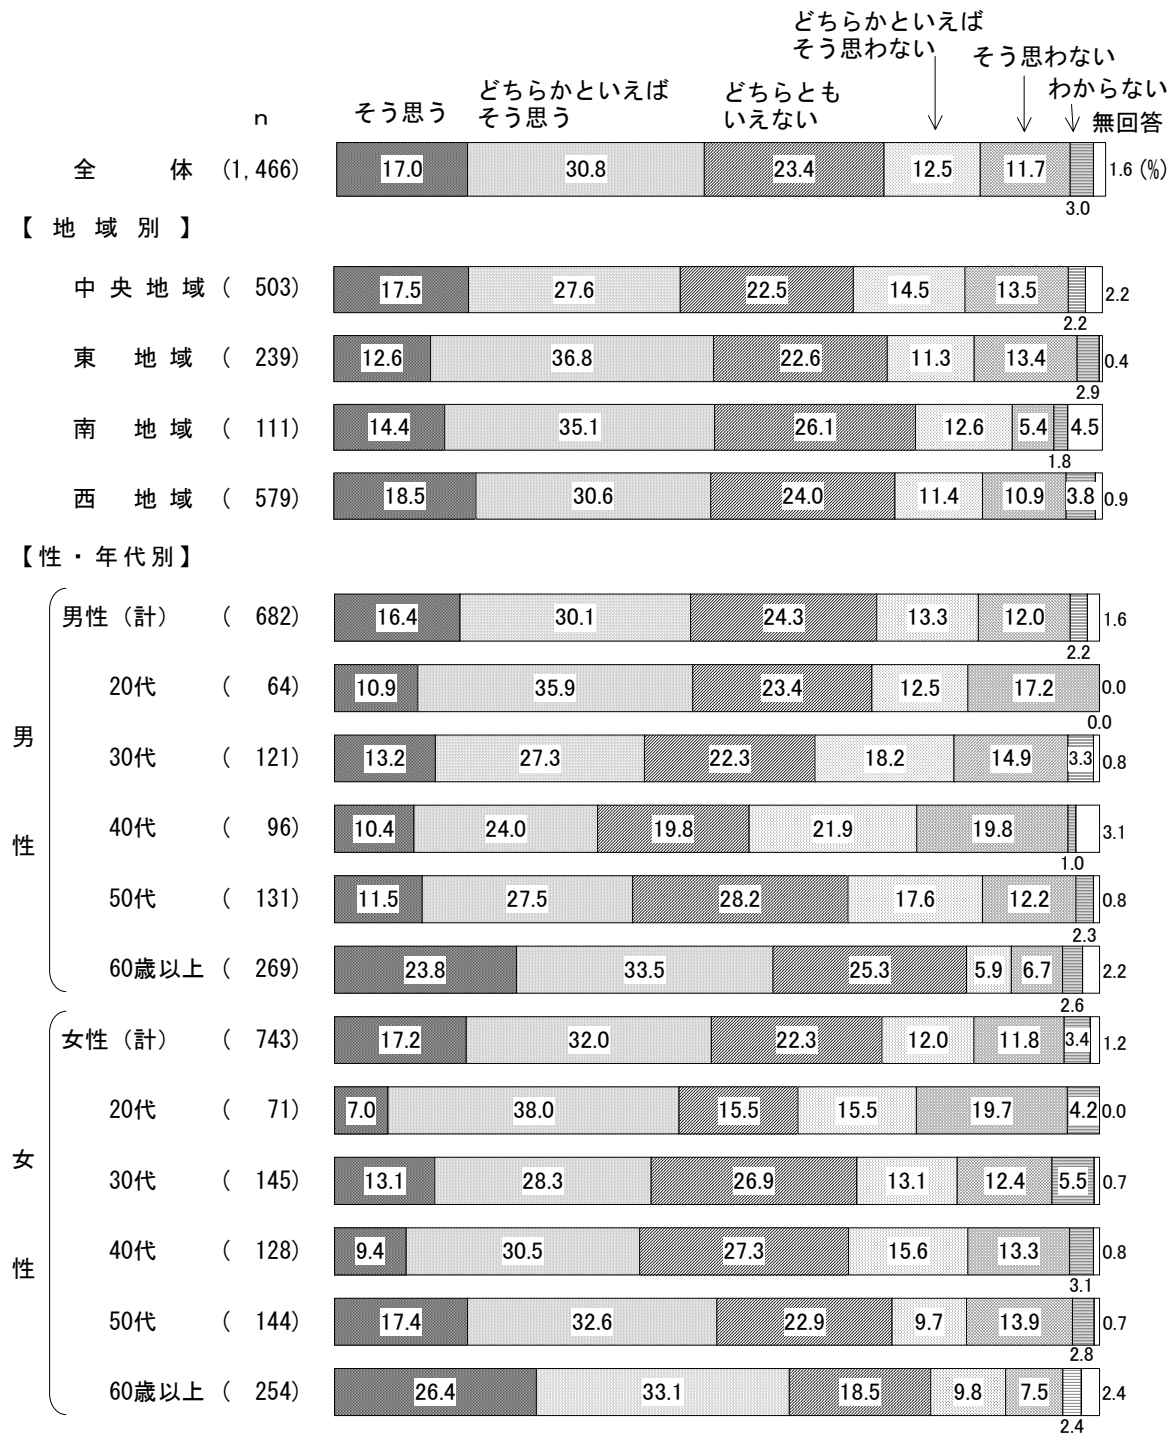 どちらかといえば
そう思わない
そう思わない
わからない
無回答
どちらかといえば
そう思う
どちらとも
いえない
そう思う
n
全 体 (1,466) 17.0 30.8 23.4 12.5 11.7 3.0 1.6 (%)
【 地 域 別 】
中 央 地 域 ( 503) 17.5 27.6 22.5 14.5 13.5 2.2 2.2
東 地 域 ( 239) 12.6 36.8 22.6 11.3 13.4 2.9 0.4
南 地 域 ( 111) 14.4 35.1 26.1 12.6 5.4 1.8 4.5
西 地 域 ( 579) 18.5 30.6 24.0 11.4 10.9 3.8 0.9
【性・年代別】
男性
男性（計） ( 682) 16.4 30.1 24.3 13.3 12.0 2.2 1.6
20代 ( 64) 10.9 35.9 23.4 12.5 17.2 0.0 0.0
30代 ( 121) 13.2 27.3 22.3 18.2 14.9 3.3 0.8
40代 ( 96) 10.4 24.0 19.8 21.9 19.8 1.0 3.1
50代 ( 131) 11.5 27.5 28.2 17.6 12.2 2.3 0.8
60歳以上 ( 269) 23.8 33.5 25.3 5.9 6.7 2.6 2.2
女性
女性（計） ( 743) 17.2 32.0 22.3 12.0 11.8 3.4 1.2
20代 ( 71) 7.0 38.0 15.5 15.5 19.7 4.2 0.0
30代 ( 145) 13.1 28.3 26.9 13.1 12.4 5.5 0.7
40代 ( 128) 9.4 30.5 27.3 15.6 13.3 3.1 0.8
50代 ( 144) 17.4 32.6 22.9 9.7 13.9 2.8 0.7
60歳以上 ( 254) 26.4 33.1 18.5 9.8 7.5 2.4 2.4